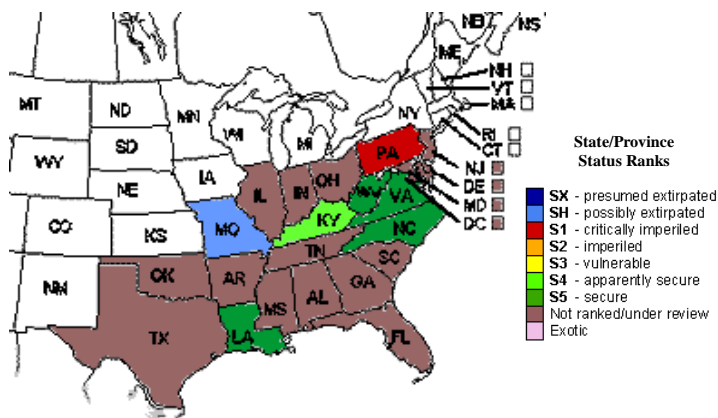 NB
NS
ME
NH
VT
MA
MT
ND
MN
NY
WI
MI
RI
CT
SD
WY
PA
IA
NJ
NE
OH
DE
IL
IN
WV
VA
MD
CO
MO
KY
DC
KS
NC
TN
OK
AR
SC
NM
MS
AL
GA
TX
LA
FL
State/Province
Status Ranks
SX - presumed extirpated
SH - possibly extirpated
S1 - critically imperiled
S2 - imperiled
S3 - vulnerable
S4 - apparently secure
S5 - secure
Not ranked/under review
Exotic